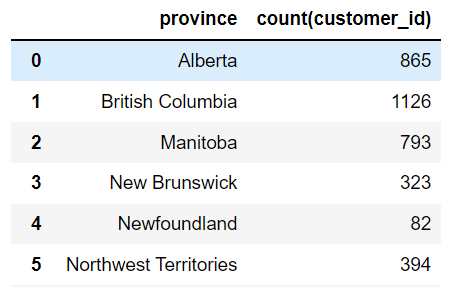 province count(customer_id)
0 Alberta 865
1 British Columbia 1126
2 Manitoba 793
3 New Brunswick 323
4 Newfoundland 82
5 Northwest Territories 394